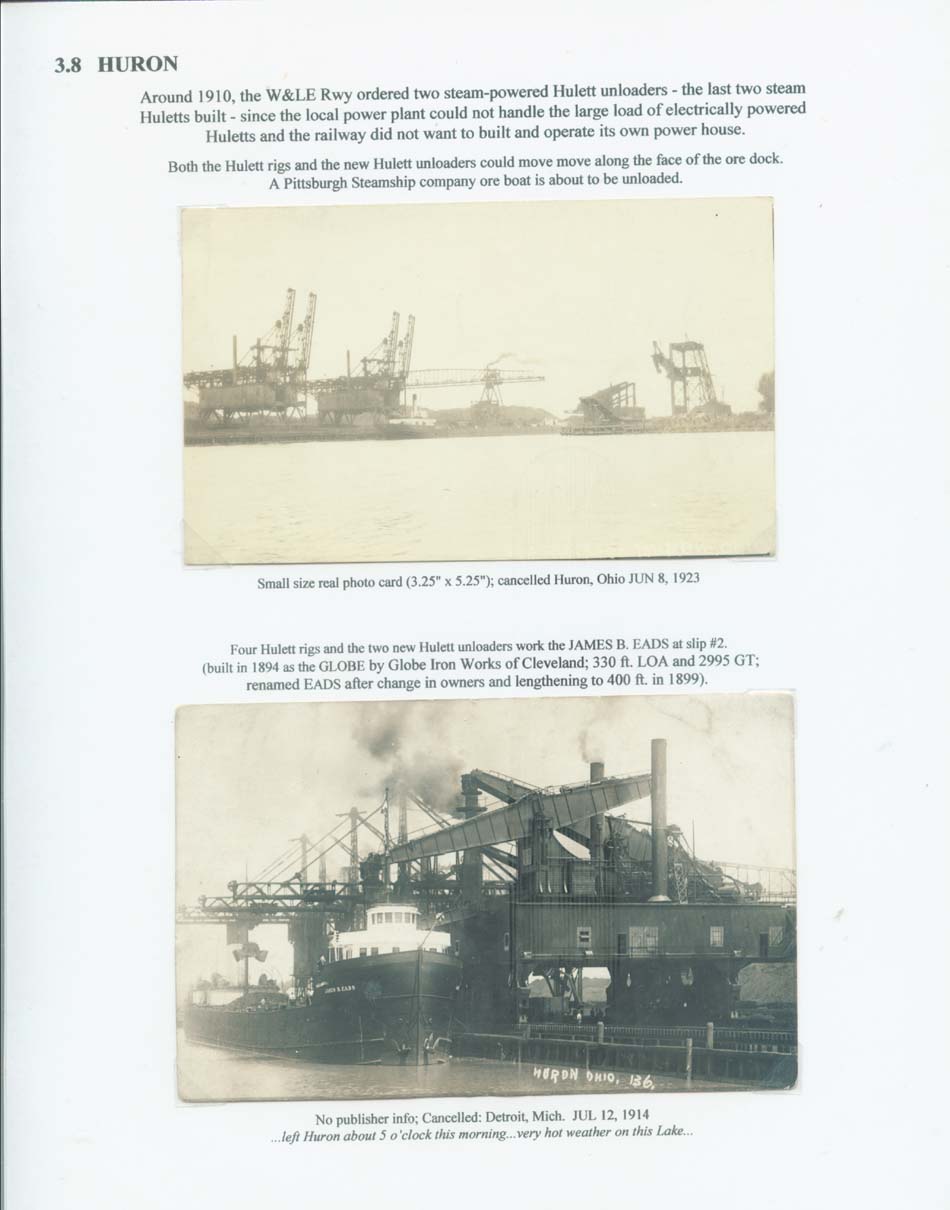 3.8 HURON
Around 1910, the W&LE Rwy ordered two steam-powered Hulett unloaders - the last two steam
Huletts built - since the local power plant could not handle the large load of electrically powered
Huletts and the railway did not want to built and operate its own power house.
Both the Hulett rigs and the new Hulett unloaders could move move along the face of the ore dock.
A Pittsburgh Steamship company ore boat is about to be unloaded.
Small size real photo card (3.25" x 5.25"); cancelled Huron, Ohio JUN 8, 1923
Four Hulett rigs and the two new Hulett unloaders work the JAMES B. EADS at slip #2.
(built in 1894 as the GLOBE by Globe Iron Works of Cleveland; 330 ft. LOA and 2995 GT;
renamed EADS after change in owners and lengthening to 400 ft. in 1899).
JAMES B. EADS
HURON OHIO, 136.
No publisher info; Cancelled: Detroit, Mich. JUL 12, 1914
...left Huron about 5 o'clock this morning...very hot weather on this Lake...